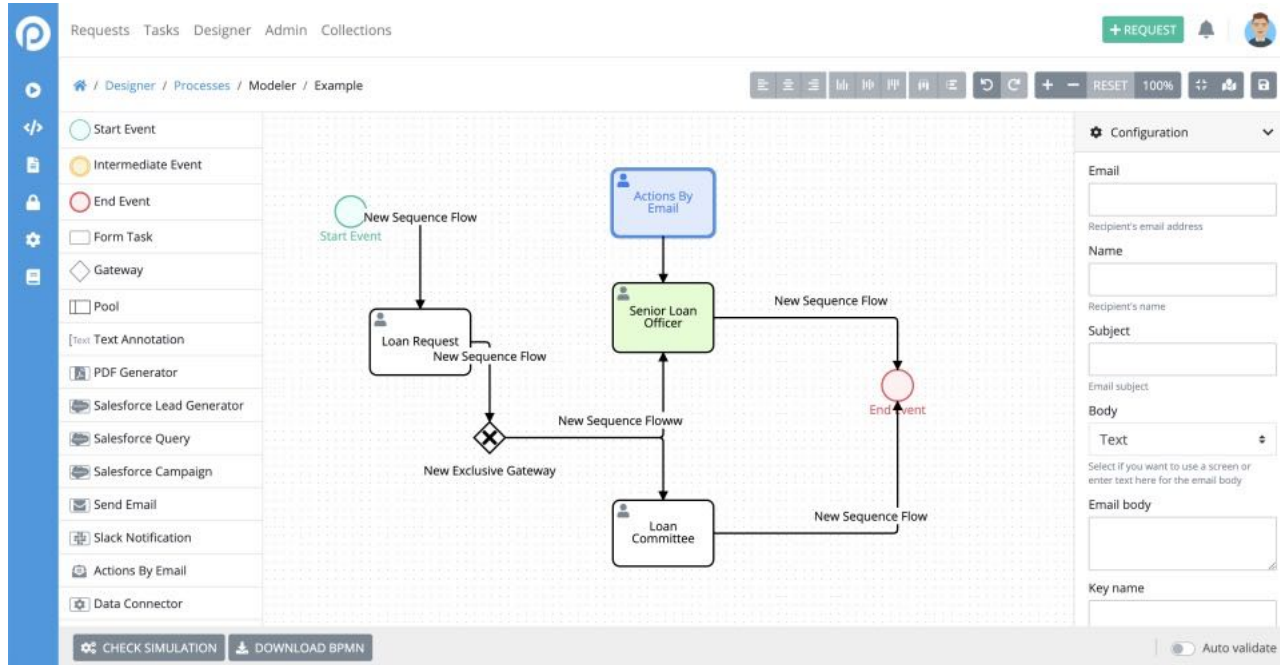 Requests Tasks Designer Admin Collections
+ REQUEST
/ Designer / Processes / Modeler / Example
RESET 100%
Start Event
Intermediate Event
End Event
Form Task
Gateway
Pool
[Text Text Annotation
PDF Generator
Salesforce Lead Generator
Salesforce Query
Salesforce Campaign
Send Email
Slack Notification
Actions By Email
Data Connector
New Sequence Flow
Start Event
Loan Request
New Sequence Flow
New Exclusive Gateway
New Sequence Floww
Actions By
Email
Senior Loan
Officer
New Sequence Flow
End Event
Loan
Committee
New Sequence Flow
Configuration
Email
Recipient's email address
Name
Recipient's name
Subject
Email subject
Body
Text
Select if you want to use a screen or
enter text here for the email body
Email body
Key name
CHECK SIMULATION
DOWNLOAD BPMN
Auto validate